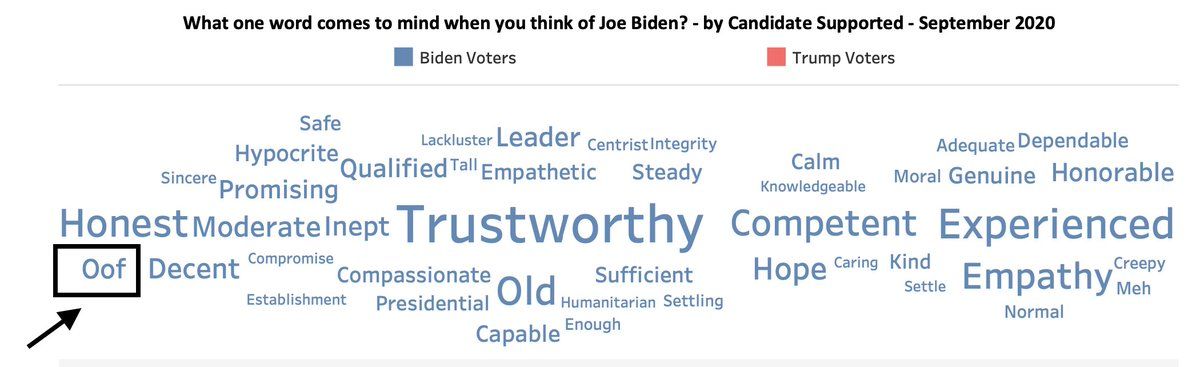 What one word comes to mind when you think of Joe Biden? - by Candidate Supported - September 2020
Biden Voters Trump Voters
Safe
Lackluster Leader Centrist Integrity Adequate Dependable
Hypocrite Qualified Tall Empathetic Steady Calm
Sincere Promising Knowledgeable Moral Genuine Honorable
Honest Moderate Inept Trustworthy Competent Experienced
Oof Decent Compromise Compassionate Sufficient Hope Caring Kind Empathy Creepy
Establishment Presidential Old Humanitarian Settling Settle Meh
Capable Enough Normal